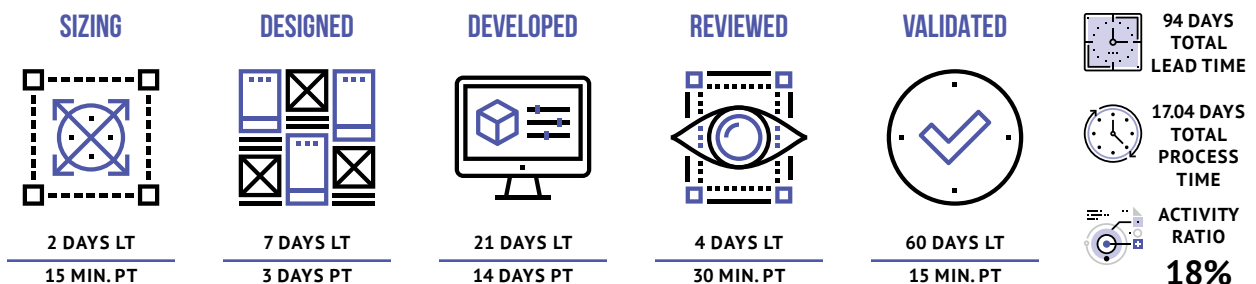 SIZING
2 DAYS LT
15 MIN. PT
DESIGNED
7 DAYS LT
3 DAYS PT
DEVELOPED
21 DAYS LT
14 DAYS PT
REVIEWED
4 DAYS LT
30 MIN. PT
VALIDATED
60 DAYS LT
15 MIN. PT
94 DAYS
TOTAL
LEAD TIME
17.04 DAYS
TOTAL
PROCESS
TIME
ACTIVITY
RATIO
18%